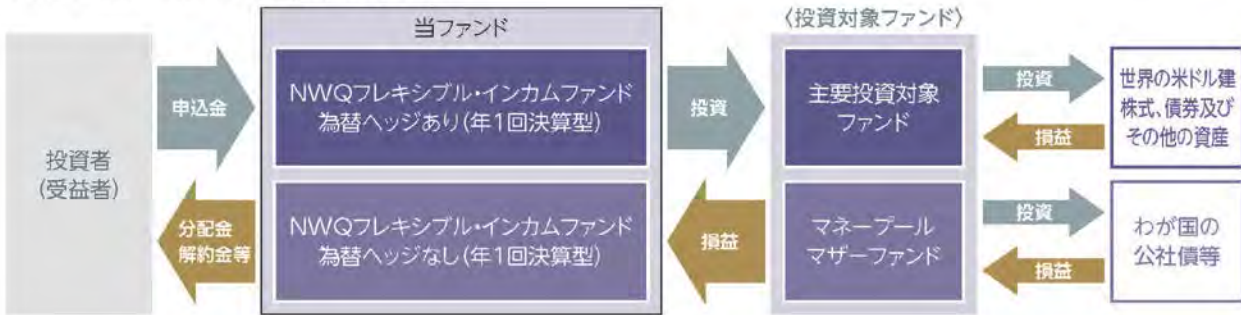 投資者
(受益者)
申込金
分配金
解約金等
当ファンド
NWQフレキシブル・インカムファンド
為替ヘッジあり(年1回決算型)
NWQフレキシブル・インカムファンド
為替ヘッジなし(年1回決算型)
投資
損益
〈投資対象ファンド〉
主要投資対象
ファンド
マネープール
マザーファンド
投資
損益
投資
損益
世界の米ドル建
株式、債券及び
その他の資産
わが国の
公社債等